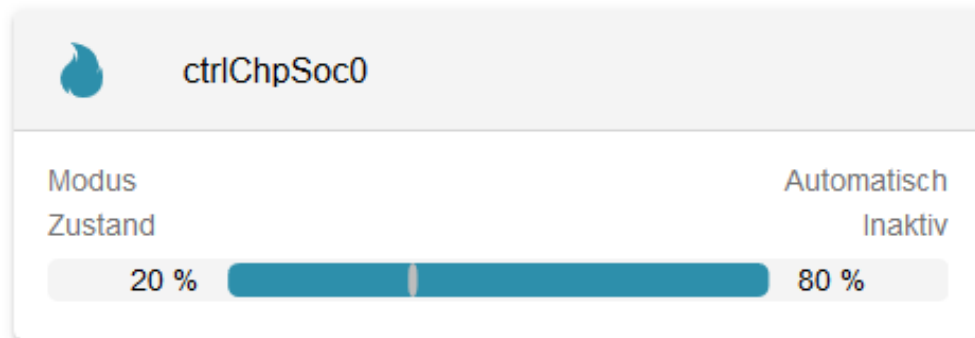 ctrlChpSoc0
Modus Automatisch
Zustand Inaktiv
20 % 80 %